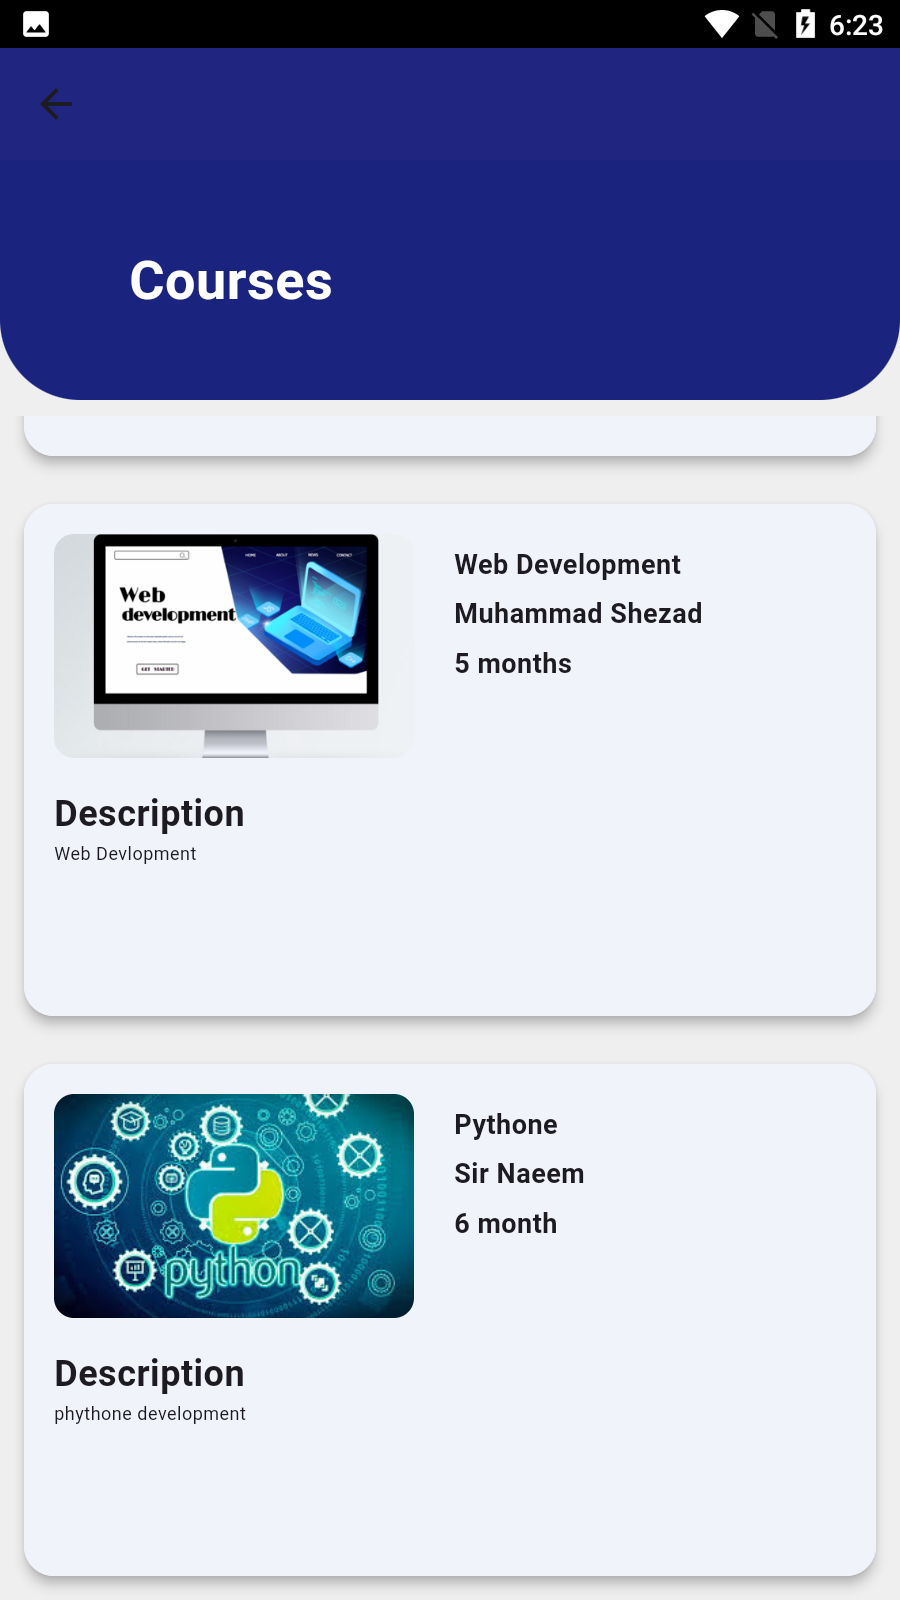 6:23
Courses
HOME ABOUT NEWS CONTACT
Web
development
GET STARTED
Web Development
Muhammad Shezad
5 months
Description
Web Devlopment
python
Pythone
Sir Naeem
6 month
Description
phythone development